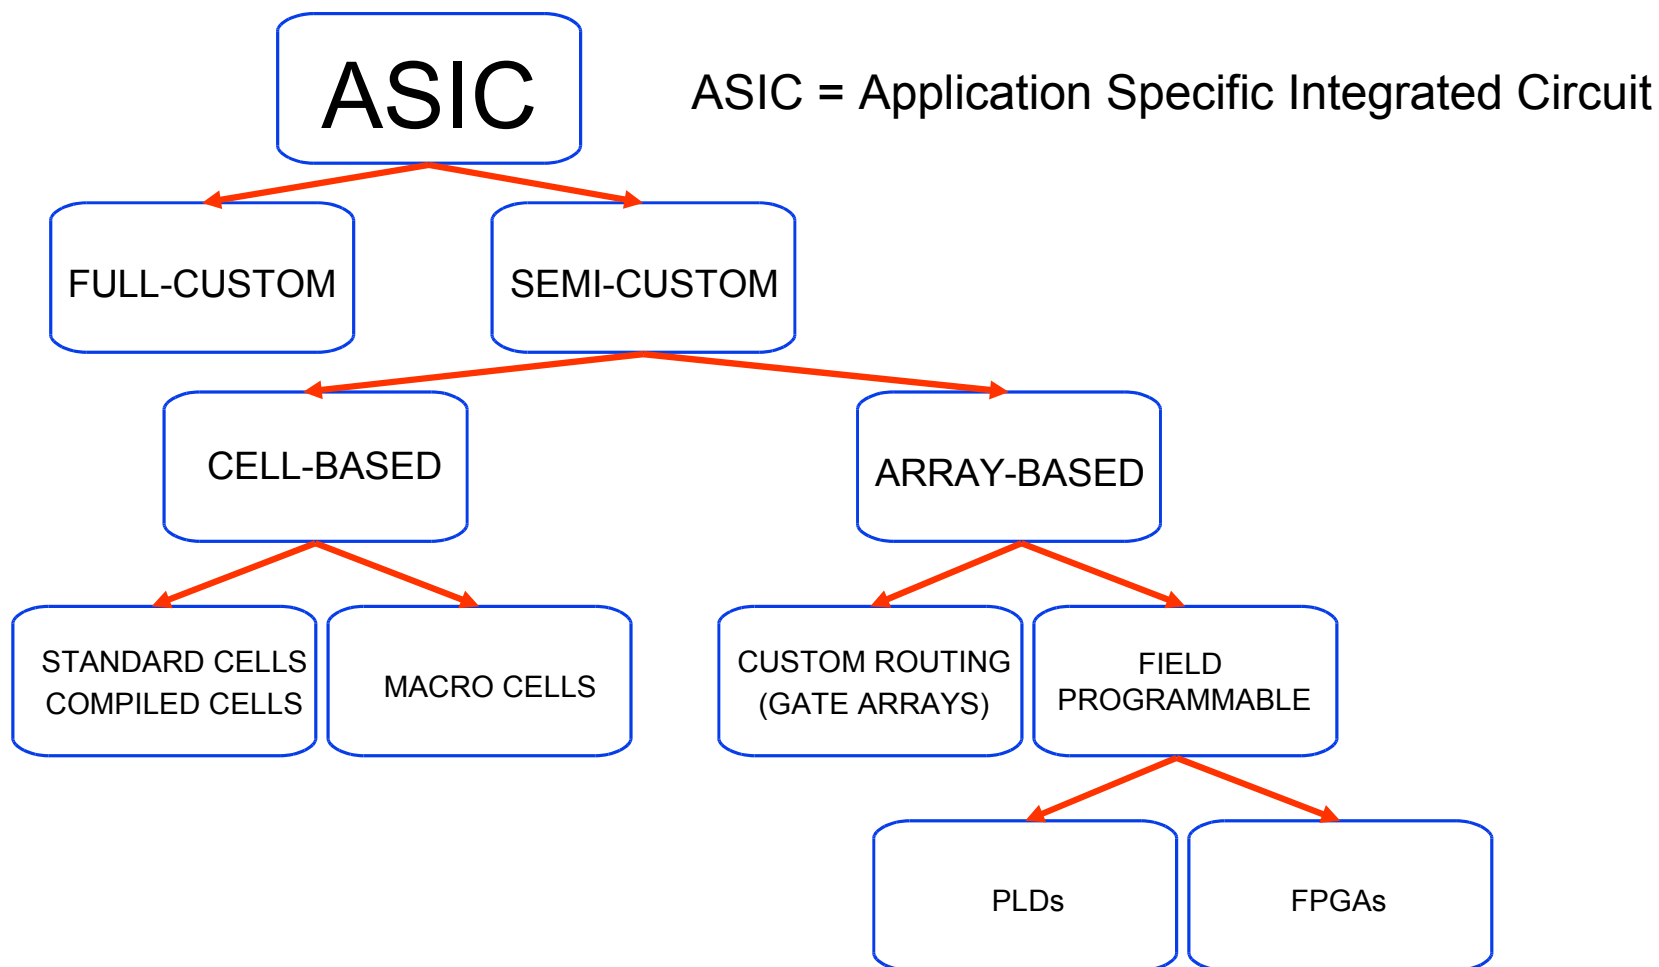 ASIC
ASIC = Application Specific Integrated Circuit
FULL-CUSTOM
SEMI-CUSTOM
CELL-BASED
ARRAY-BASED
STANDARD CELLS
COMPILED CELLS
MACRO CELLS
CUSTOM ROUTING
(GATE ARRAYS)
FIELD
PROGRAMMABLE
PLDs
FPGAs